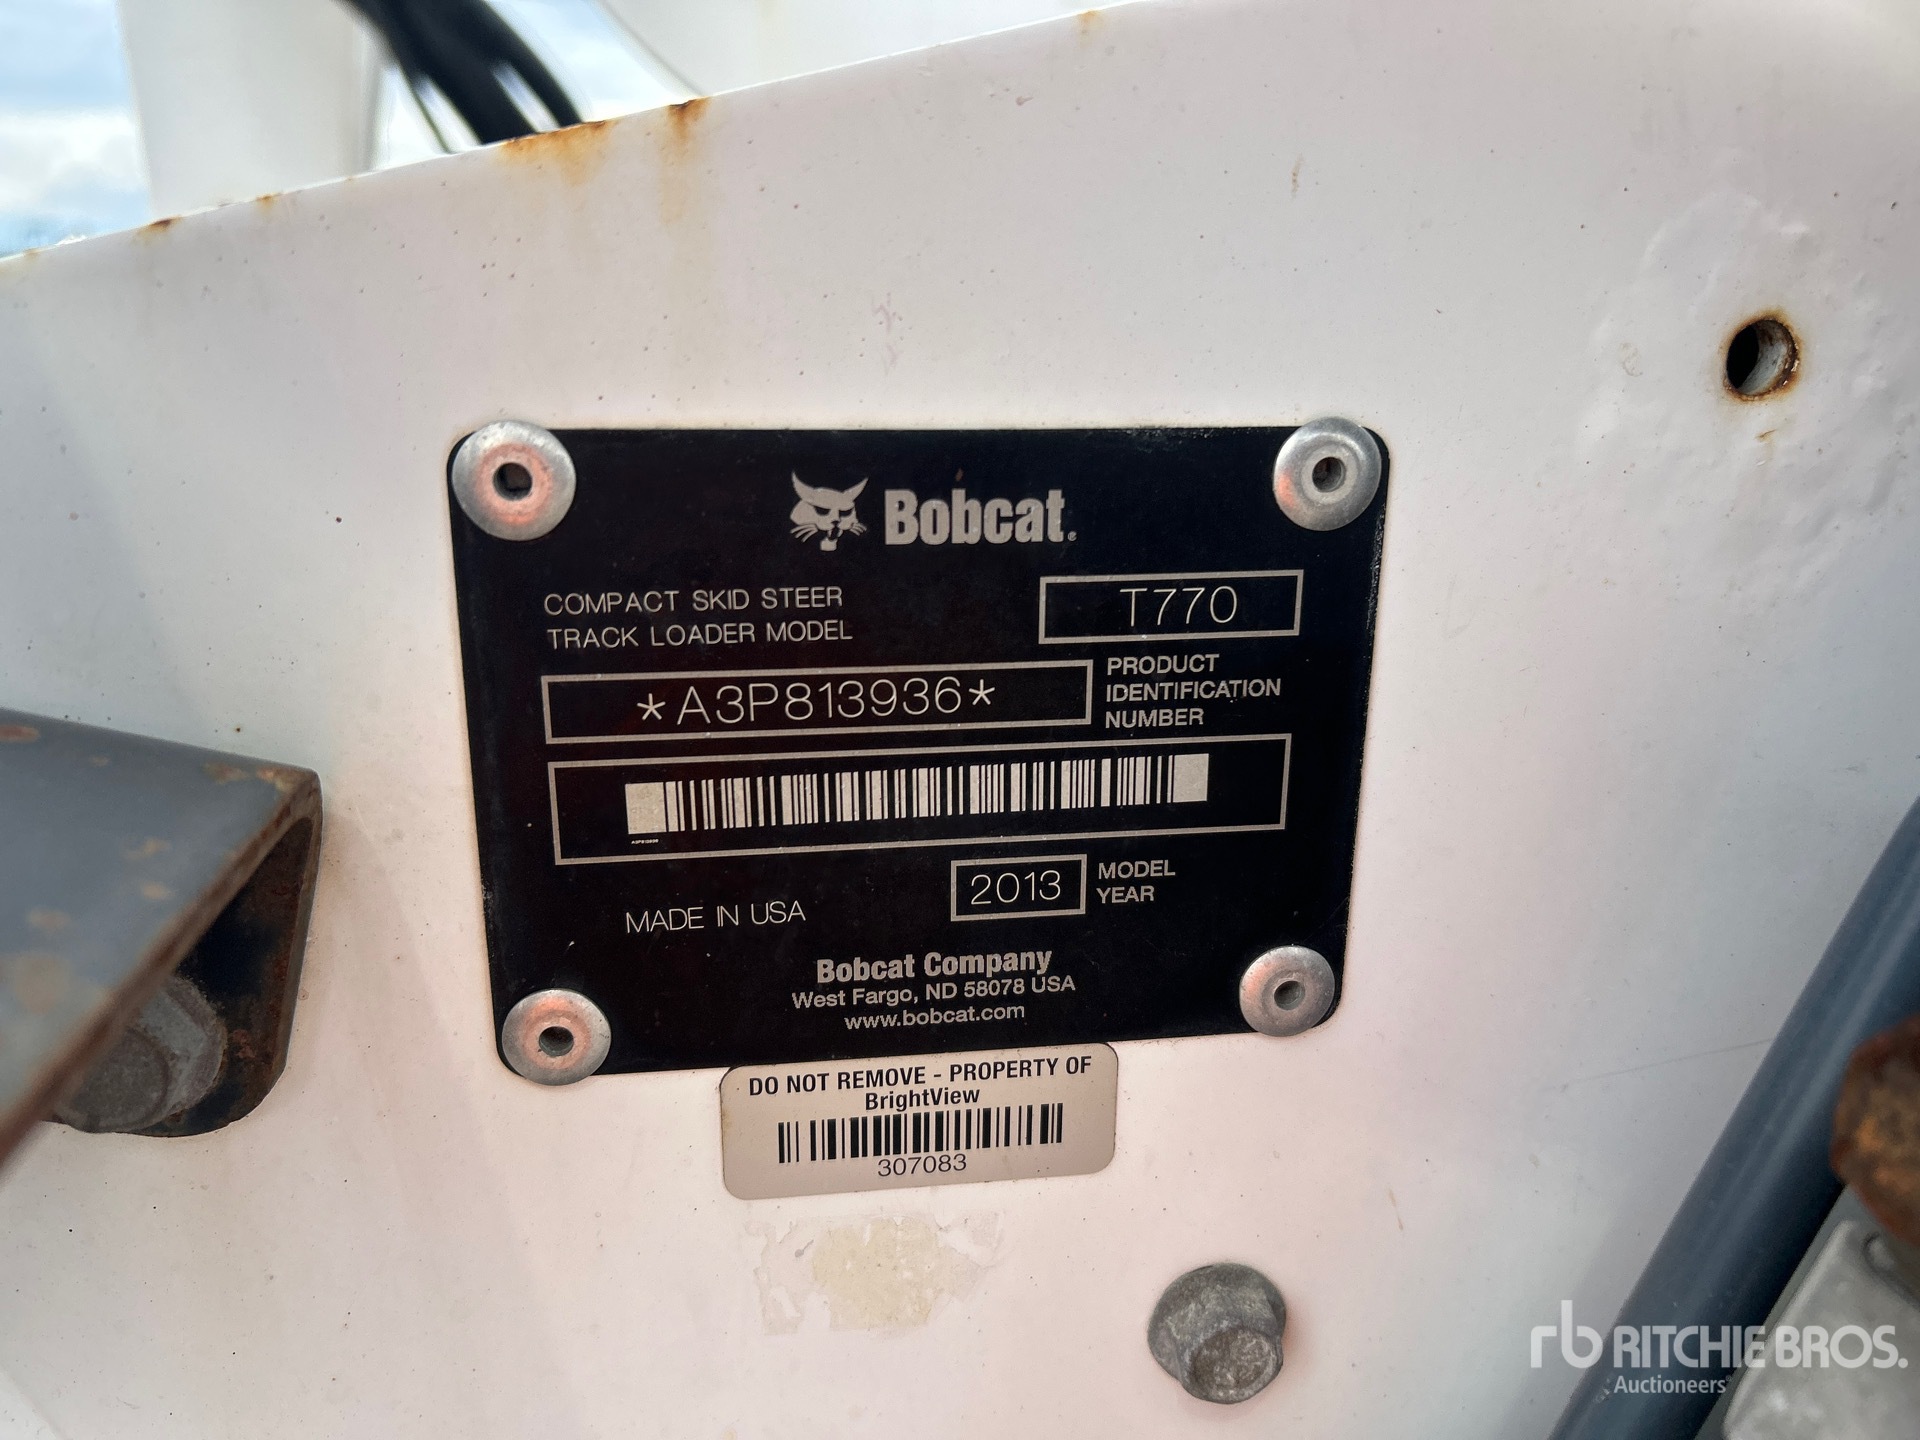 Bobcat
COMPACT SKID STEER
TRACK LOADER MODEL
T770
*A3P813936*
PRODUCT
IDENTIFICATION
NUMBER
A3P813936
2013
MODEL
YEAR
MADE IN USA
Bobcat Company
West Fargo, ND 58078 USA
www.bobcat.com
DO NOT REMOVE - PROPERTY OF
BrightView
307083
rb RITCHIE BROS.
Auctioneers